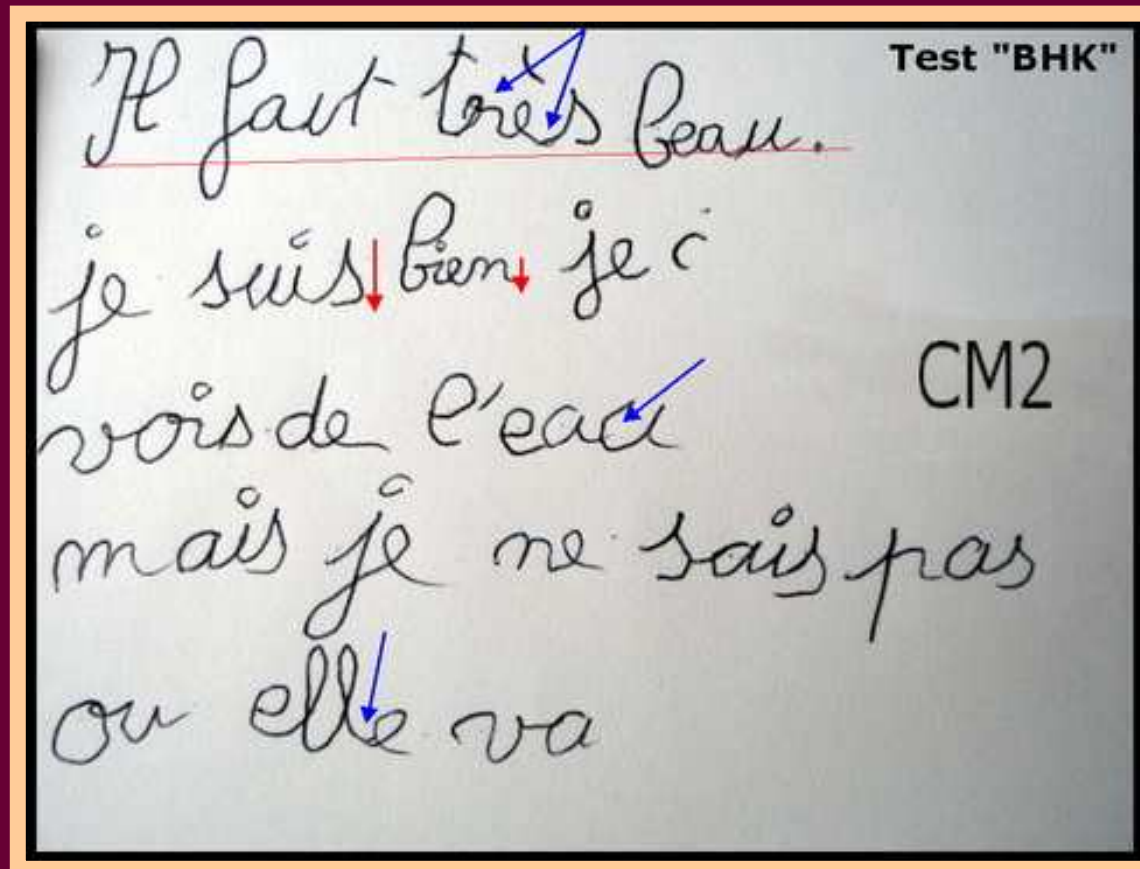 Test "BHK"
Il faut très beau.
je suis bien je c
vois de l'eau
CM2
mais je ne sais pas
ou elle va